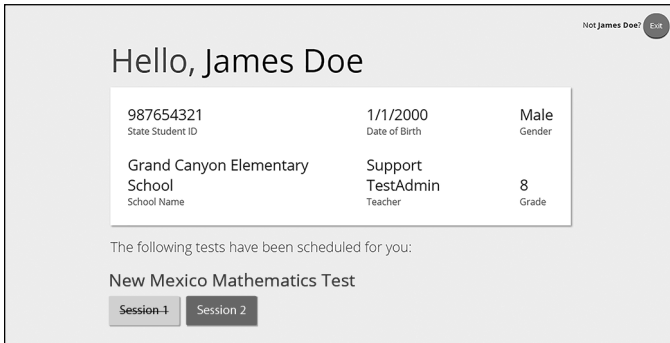 Not James Doe? Exit
Hello, James Doe
987654321 1/1/2000 Male
State Student ID Date of Birth Gender
Grand Canyon Elementary Support
School TestAdmin 8
School Name Teacher Grade
The following tests have been scheduled for you:
New Mexico Mathematics Test
Session 1 Session 2